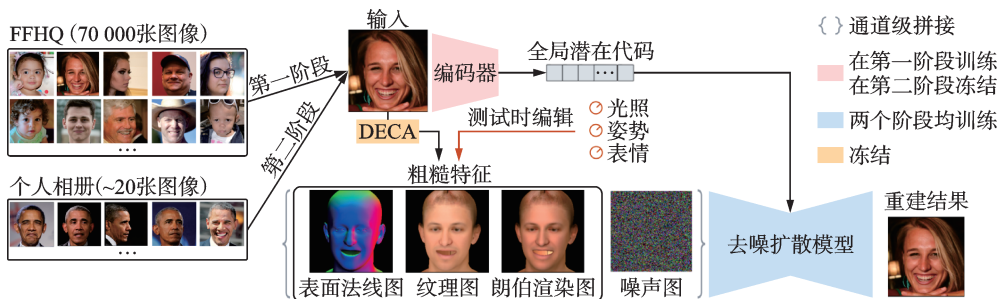 FFHQ (70 000张图像)
...
个人相册(~20张图像)
...
第一阶段
第二阶段
输入
编码器
全局潜在代码
...
DECA
测试时编辑
光照
姿势
表情
粗糙特征
表面法线图
纹理图
朗伯渲染图
噪声图
去噪扩散模型
重建结果
{ } 通道级拼接
在第一阶段训练
在第二阶段冻结
两个阶段均训练
冻结